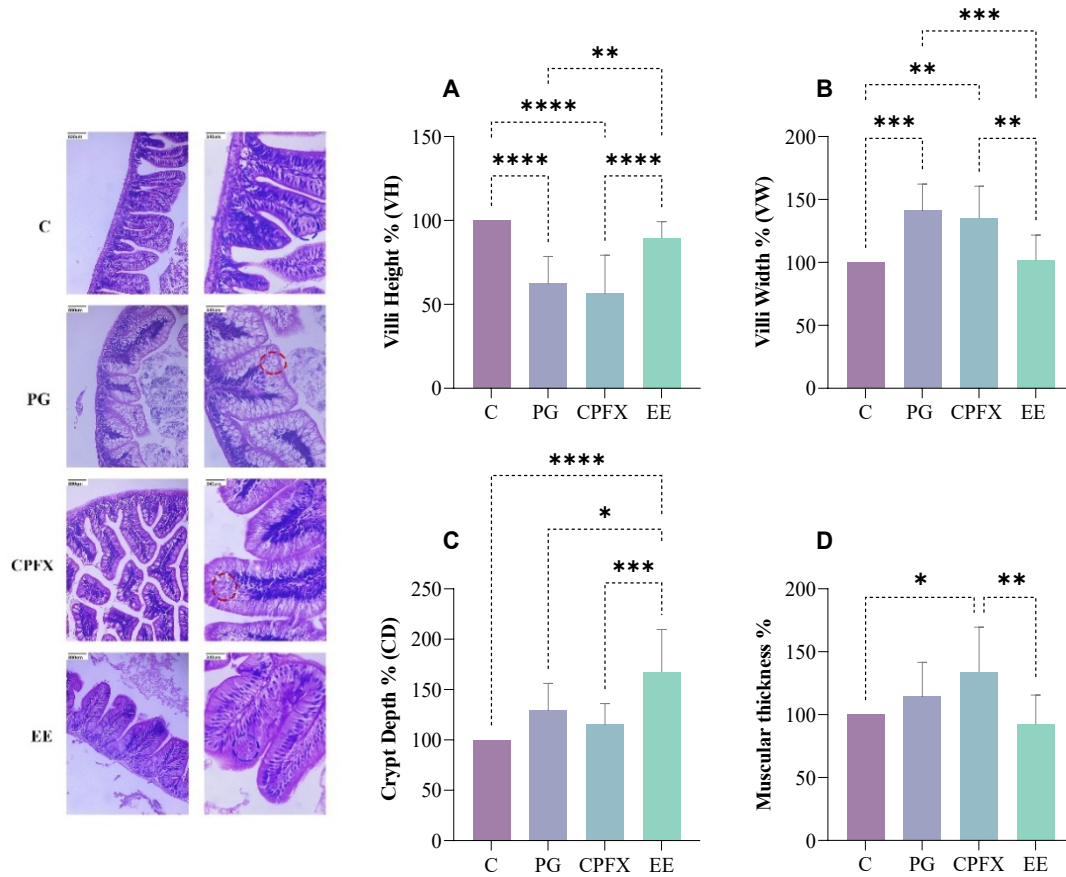 C
PG
CPFX
EE
A
**
****
****
****
Villi Height % (VH)
150
100
50
0
C PG CPFX EE
B
***
**
***
**
Villi Width % (VW)
200
150
100
50
0
C PG CPFX EE
C
****
*
***
Crypt Depth % (CD)
250
200
150
100
50
0
C PG CPFX EE
D
*
**
Muscular thickness %
200
150
100
50
0
C PG CPFX EE